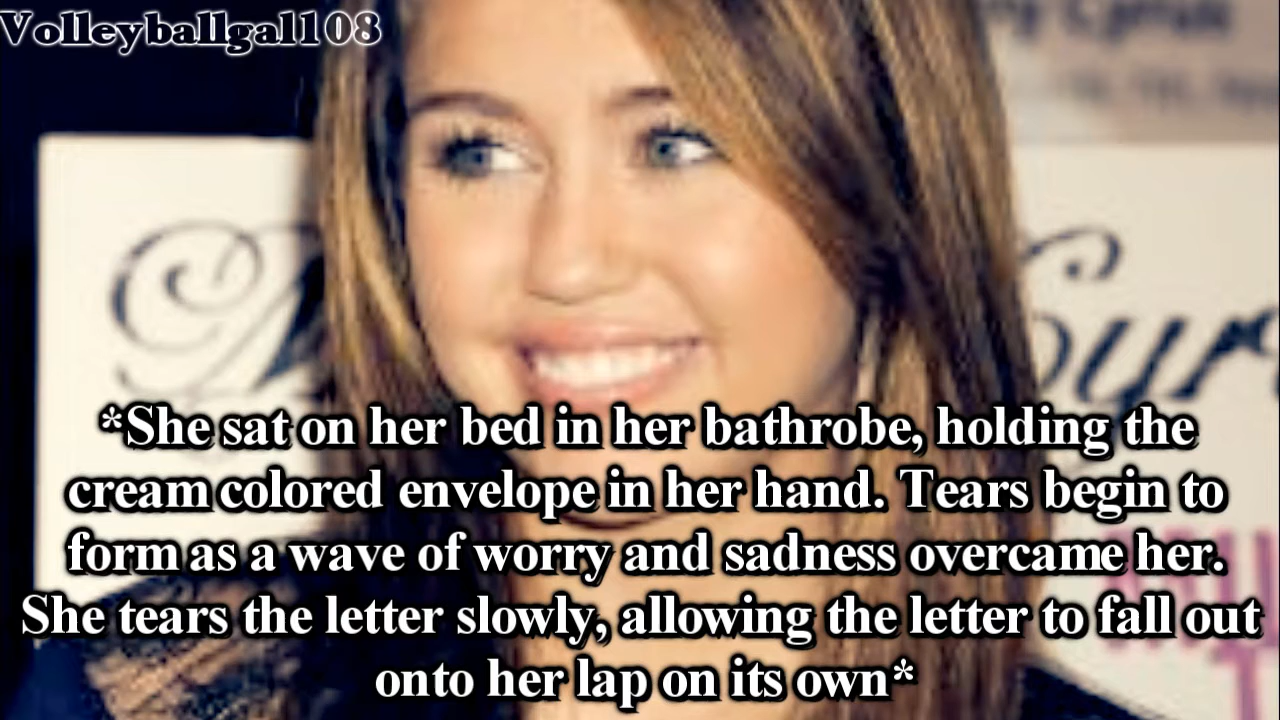 Volleyballgal108
*She sat on her bed in her bathrobe, holding the
cream colored envelope in her hand. Tears begin to
form as a wave of worry and sadness overcame her.
She tears the letter slowly, allowing the letter to fall out
onto her lap on its own*